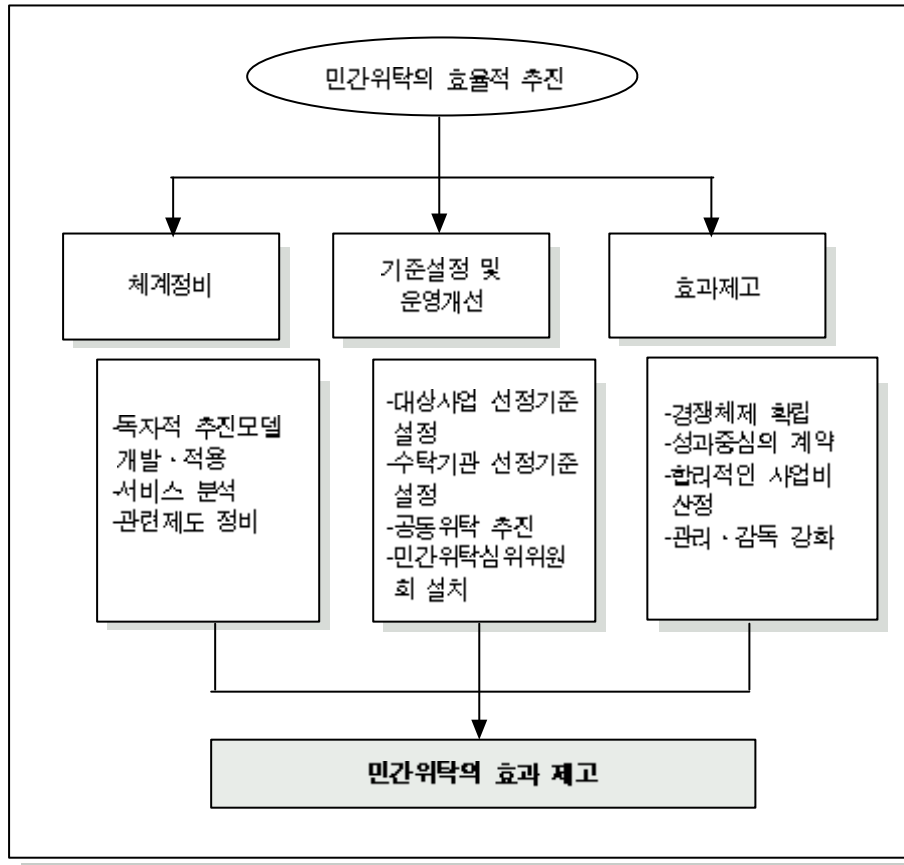 민간위탁의 효율적 추진
체계정비
기준설정 및
운영개선
효과제고
-독자적 추진모델
개발·적용
-서비스 분석
-관련제도 정비
-대상사업 선정기준
설정
-수탁기관 선정기준
설정
-공동위탁 추진
-민간위탁심위위원
회 설치
-경쟁체제 확립
-성과중심의 계약
-합리적인 사업비
산정
-관리·감독 강화
민간위탁의 효과 제고